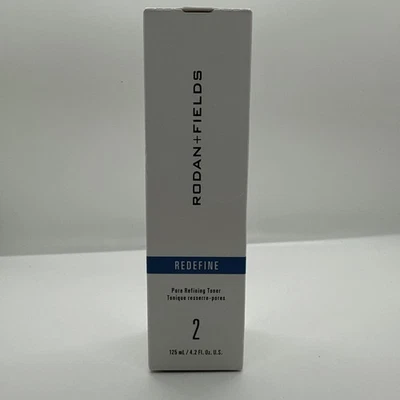 RODAN+FIELDS
REDEFINE
Pore Refining Toner
Tonique resserre-pores
2
125 mL / 4.2 Fl. Oz. U.S.